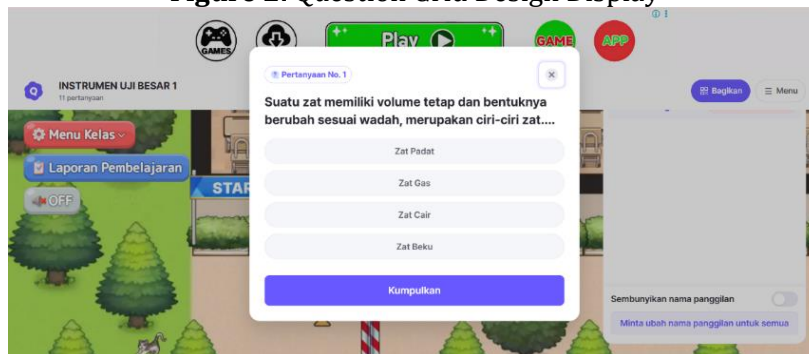 Figure 2. Question Grid Design Display
GAMES
Play
GAME
APP
INSTRUMEN UJI BESAR 1
11 pertanyaan
Bagikan
Menu
Menu Kelas
Laporan Pembelajaran
OFF
STAR
Pertanyaan No. 1
Suatu zat memiliki volume tetap dan bentuknya
berubah sesuai wadah, merupakan ciri-ciri zat....
Zat Padat
Zat Gas
Zat Cair
Zat Beku
Kumpulkan
Sembunyikan nama panggilan
Minta ubah nama panggilan untuk semua